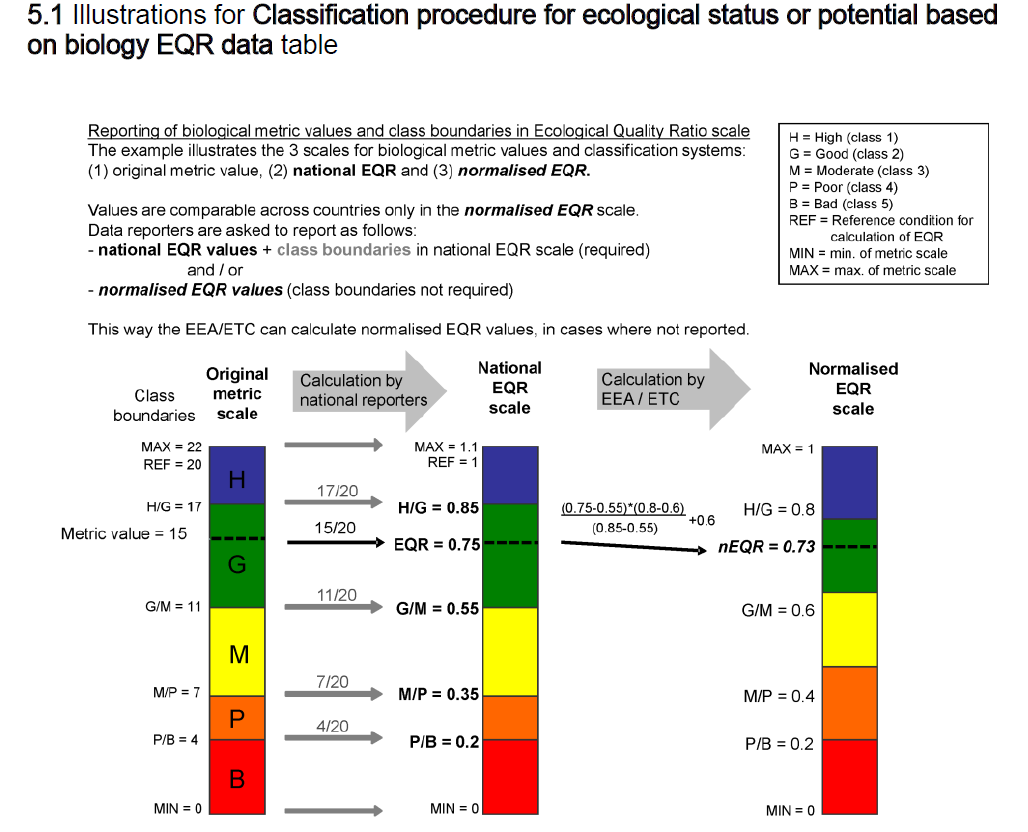 5.1 Illustrations for Classification procedure for ecological status or potential based
on biology EQR data table
Reporting of biological metric values and class boundaries in Ecological Quality Ratio scale
The example illustrates the 3 scales for biological metric values and classification systems:
(1) original metric value, (2) national EQR and (3) normalised EQR.
Values are comparable across countries only in the normalised EQR scale.
Data reporters are asked to report as follows:
- national EQR values + class boundaries in national EQR scale (required)
and / or
- normalised EQR values (class boundaries not required)
This way the EEA/ETC can calculate normalised EQR values, in cases where not reported.
H = High (class 1)
G = Good (class 2)
M = Moderate (class 3)
P = Poor (class 4)
B = Bad (class 5)
REF = Reference condition for
calculation of EQR
MIN = min. of metric scale
MAX = max. of metric scale
Class
boundaries
Original
metric
scale
Calculation by
national reporters
National
EQR
scale
Calculation by
EEA / ETC
Normalised
EQR
scale
MAX = 22
REF = 20
H/G = 17
Metric value = 15
G/M = 11
M/P = 7
P/B = 4
MIN = 0
H
G
M
P
B
17/20
15/20
11/20
7/20
4/20
MAX = 1.1
REF = 1
H/G = 0.85
EQR = 0.75
G/M = 0.55
M/P = 0.35
P/B = 0.2
MIN = 0
(0.75-0.55)*(0.8-0.6)
(0.85-0.55)
+0.6
MAX = 1
H/G = 0.8
nEQR = 0.73
G/M = 0.6
M/P = 0.4
P/B = 0.2
MIN = 0